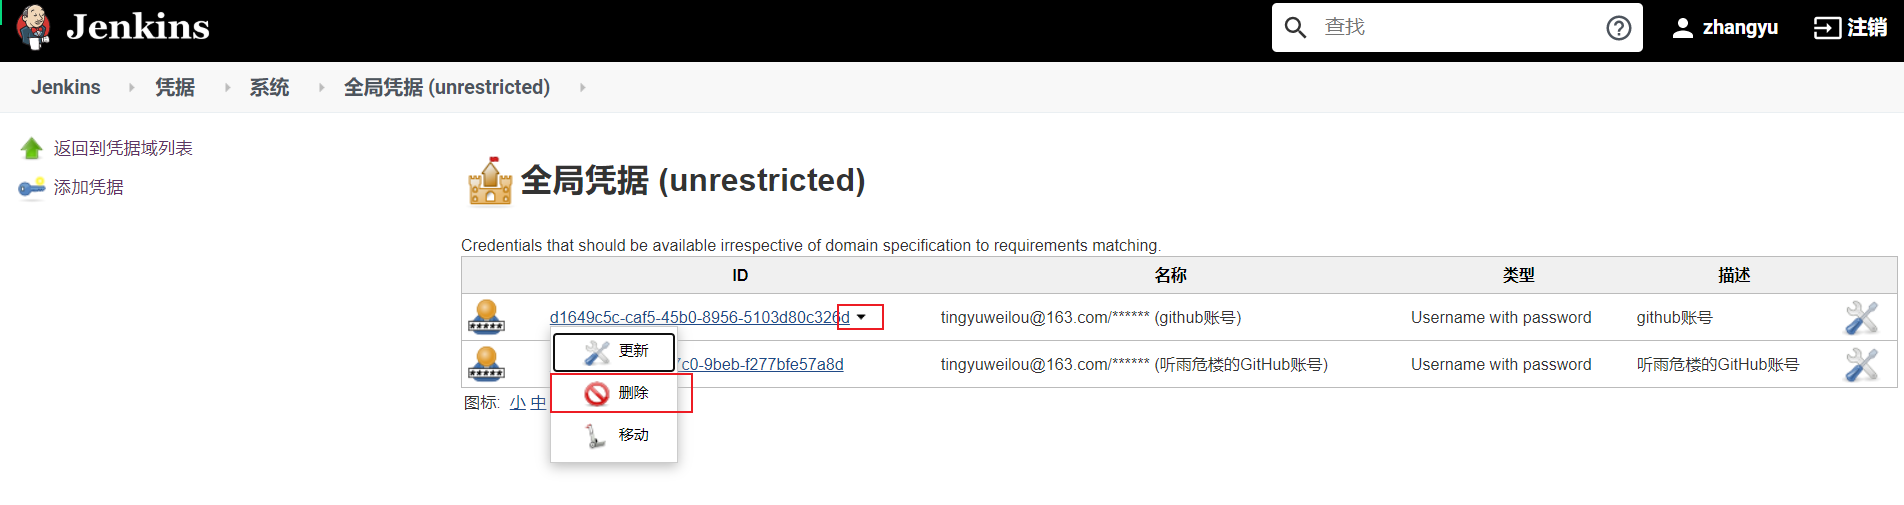 Jenkins
查找
zhangyu
注销
Jenkins
凭据
系统
全局凭据 (unrestricted)
返回到凭据域列表
添加凭据
全局凭据 (unrestricted)
Credentials that should be available irrespective of domain specification to requirements matching.
ID 名称 类型 描述
d1649c5c-caf5-45b0-8956-5103d80c326d tingyuweilou@163.com/****** (github账号) Username with password github账号
7c0-9beb-f277bfe57a8d tingyuweilou@163.com/****** (听雨危楼的GitHub账号) Username with password 听雨危楼的GitHub账号
图标: 小 中
更新
删除
移动